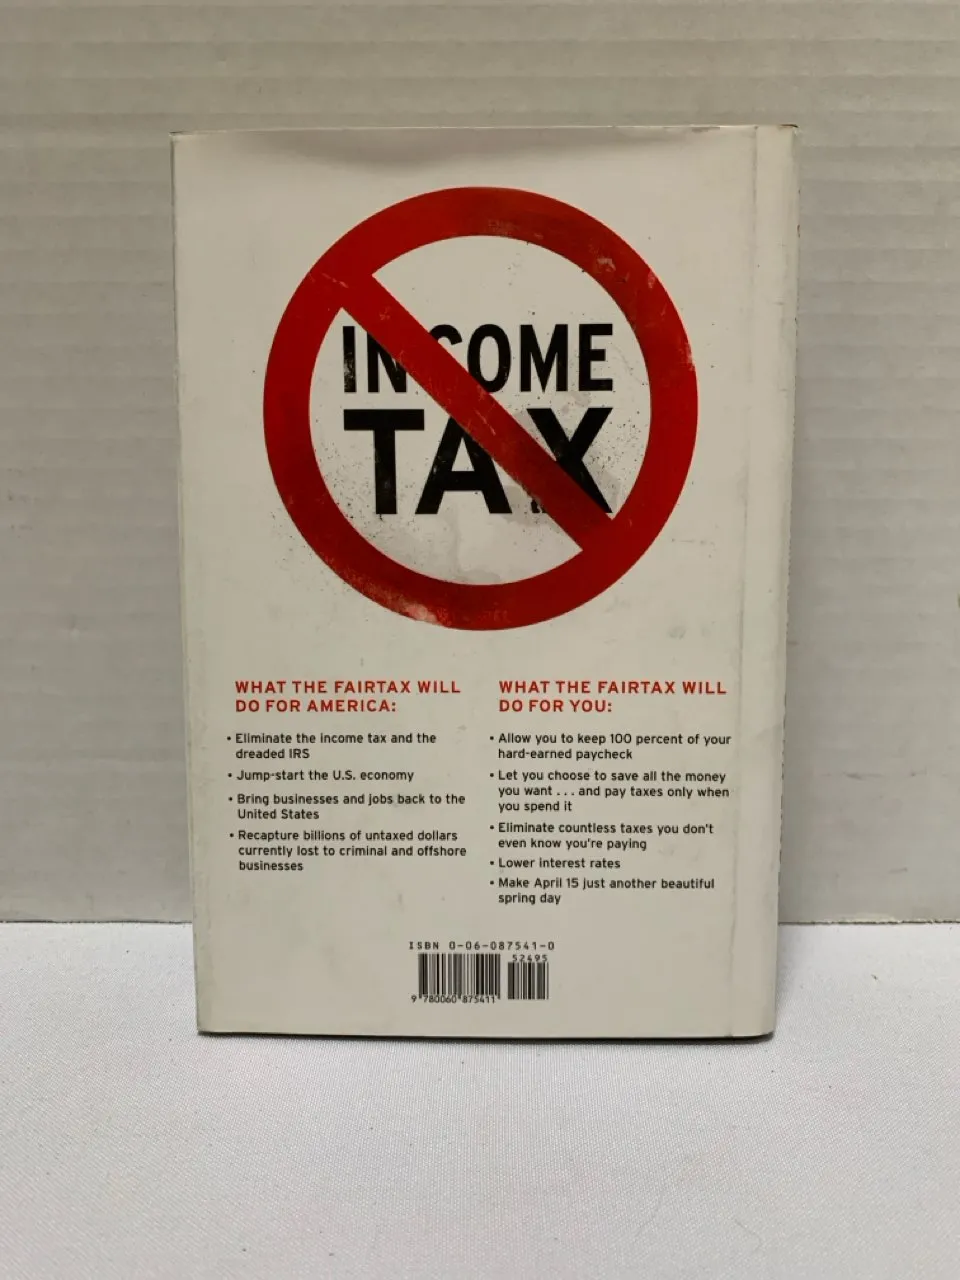 INCOME
TAX
WHAT THE FAIRTAX WILL
DO FOR AMERICA:
• Eliminate the income tax and the
dreaded IRS
• Jump-start the U.S. economy
• Bring businesses and jobs back to the
United States
• Recapture billions of untaxed dollars
currently lost to criminal and offshore
businesses
WHAT THE FAIRTAX WILL
DO FOR YOU:
• Allow you to keep 100 percent of your
hard-earned paycheck
• Let you choose to save all the money
you want . . . and pay taxes only when
you spend it
• Eliminate countless taxes you don't
even know you're paying
• Lower interest rates
• Make April 15 just another beautiful
spring day
ISBN 0-06-087541-0
52495
9 780060 875411